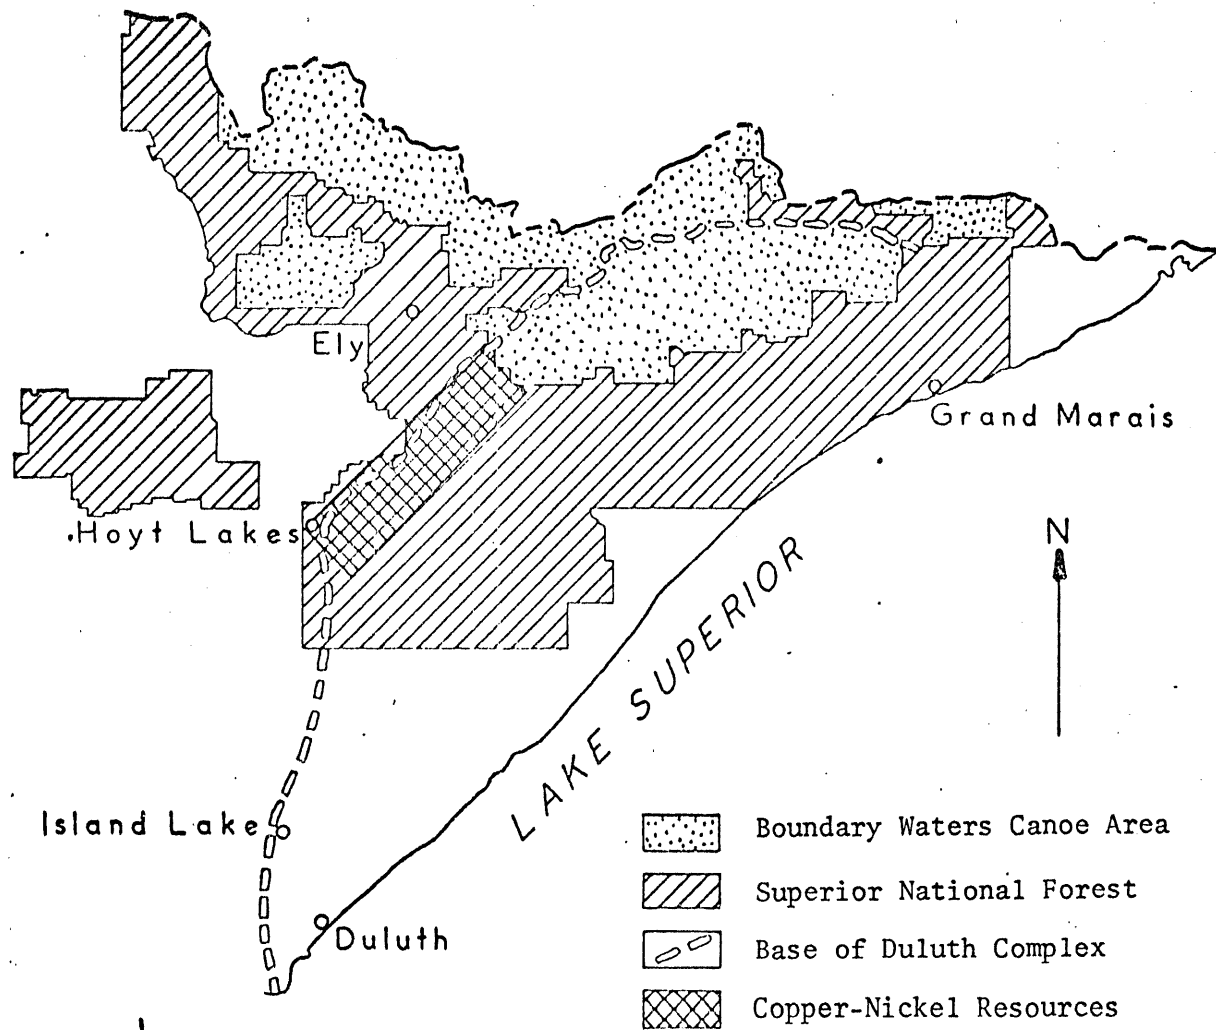 Ely
Grand Marais
Hoyt Lakes
N
LAKE SUPERIOR
Island Lake
Duluth
Boundary Waters Canoe Area
Superior National Forest
Base of Duluth Complex
Copper-Nickel Resources